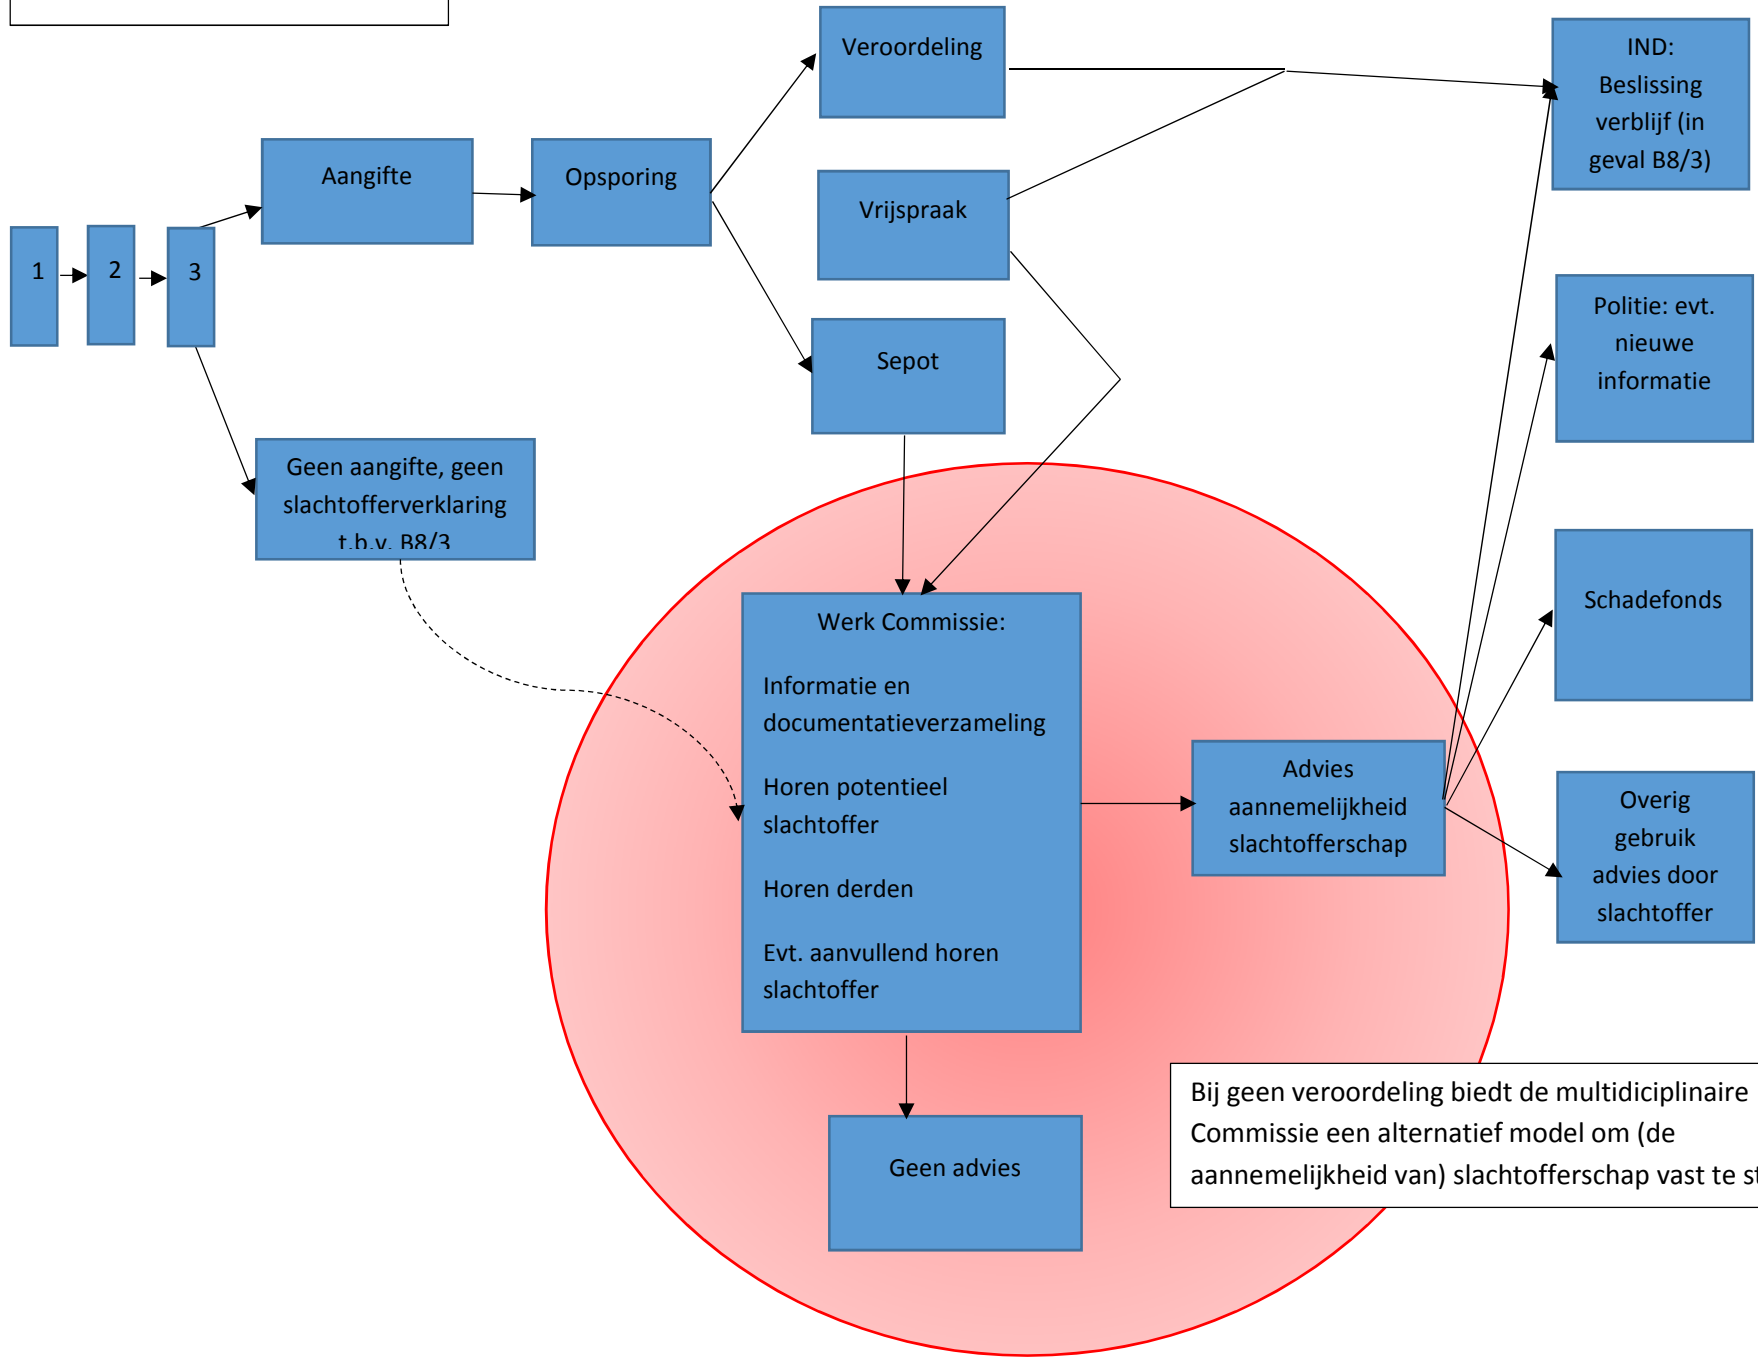 1
2
3
Aangifte
Opsporing
Veroordeling
Vrijspraak
Sepot
Geen aangifte, geen
slachtofferverklaring
t.b.v. B8/3
Werk Commissie:
Informatie en
documentatieverzameling
Horen potentieel
slachtoffer
Horen derden
Evt. aanvullend horen
slachtoffer
Geen advies
Advies
aannemelijkheid
slachtofferschap
IND:
Beslissing
verblijf (in
geval B8/3)
Politie: evt.
nieuwe
informatie
Schadefonds
Overig
gebruik
advies door
slachtoffer
Bij geen veroordeling biedt de multidiciplinaire
Commissie een alternatief model om (de
aannemelijkheid van) slachtofferschap vast te